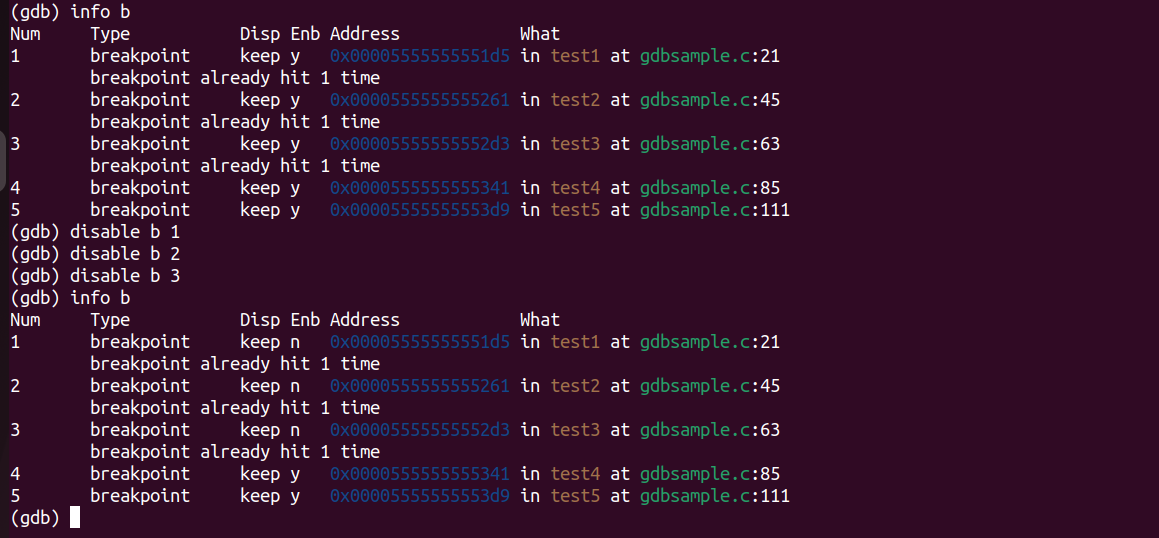 (gdb) info b
Num     Type           Disp Enb Address            What
1       breakpoint     keep y   0x00005555555551d5 in test1 at gdbsample.c:21
        breakpoint already hit 1 time
2       breakpoint     keep y   0x0000555555555261 in test2 at gdbsample.c:45
        breakpoint already hit 1 time
3       breakpoint     keep y   0x00005555555552d3 in test3 at gdbsample.c:63
        breakpoint already hit 1 time
4       breakpoint     keep y   0x0000555555555341 in test4 at gdbsample.c:85
5       breakpoint     keep y   0x00005555555553d9 in test5 at gdbsample.c:111
(gdb) disable b 1
(gdb) disable b 2
(gdb) disable b 3
(gdb) info b
Num     Type           Disp Enb Address            What
1       breakpoint     keep n   0x00005555555551d5 in test1 at gdbsample.c:21
        breakpoint already hit 1 time
2       breakpoint     keep n   0x0000555555555261 in test2 at gdbsample.c:45
        breakpoint already hit 1 time
3       breakpoint     keep n   0x00005555555552d3 in test3 at gdbsample.c:63
        breakpoint already hit 1 time
4       breakpoint     keep y   0x0000555555555341 in test4 at gdbsample.c:85
5       breakpoint     keep y   0x00005555555553d9 in test5 at gdbsample.c:111
(gdb)